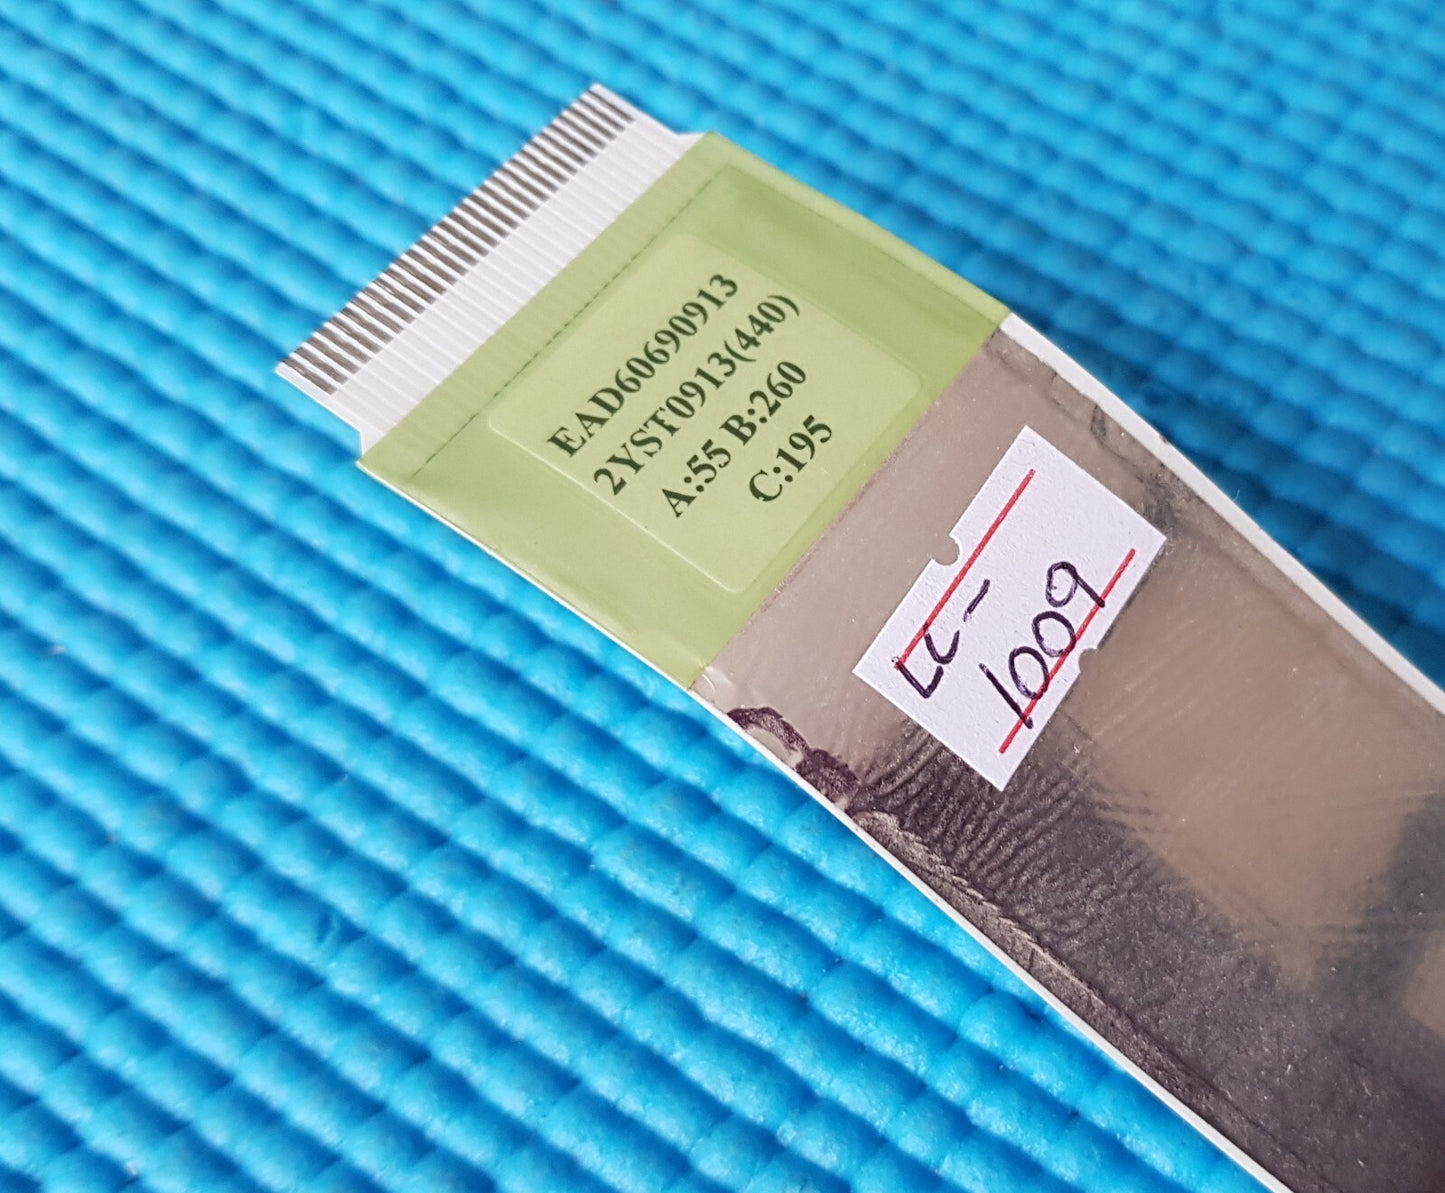 EAD60690913
2YST0913(440)
A:55 B:260
C:195
LC-
1009